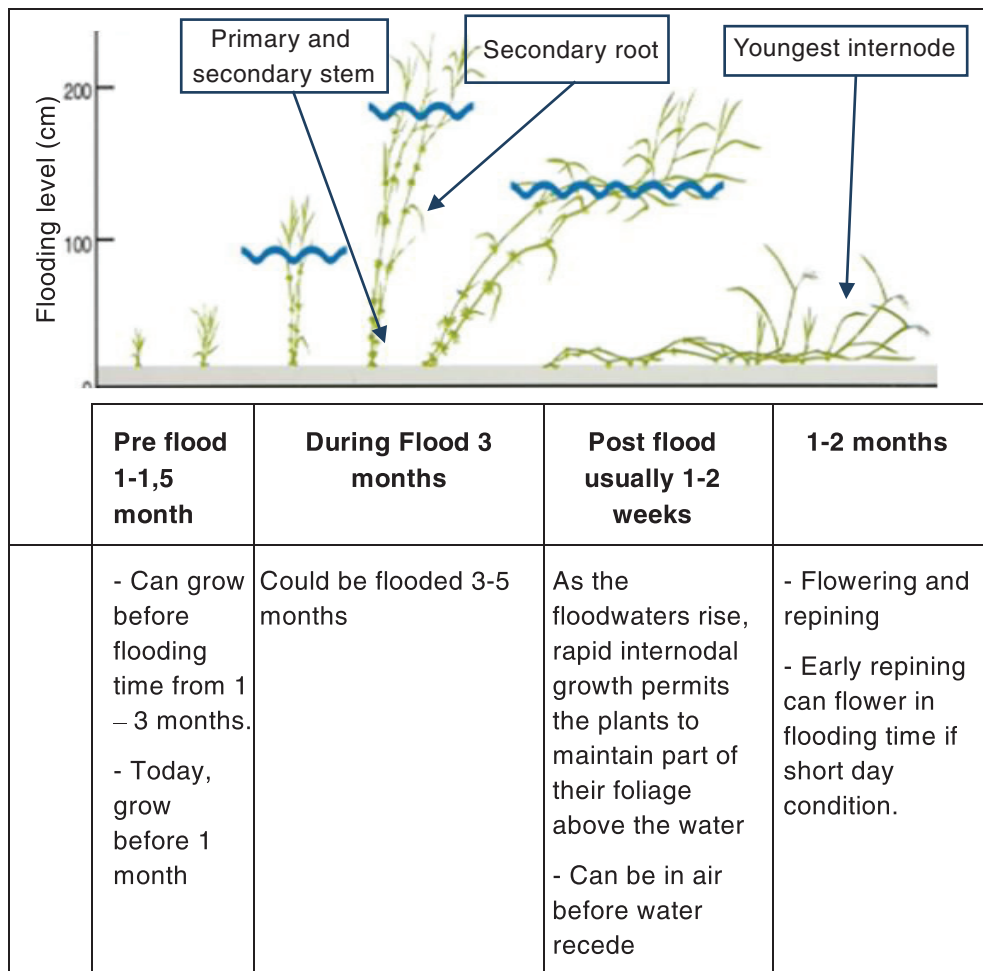 Primary and
secondary stem
Secondary root
Youngest internode
Flooding level (cm)
200
100
0
Pre flood
1-1,5
month
During Flood 3
months
Post flood
usually 1-2
weeks
1-2 months
- Can grow
before
flooding
time from 1
– 3 months.
- Today,
grow
before 1
month
Could be flooded 3-5
months
As the
floodwaters rise,
rapid internodal
growth permits
the plants to
maintain part of
their foliage
above the water
- Can be in air
before water
recede
- Flowering and
repining
- Early repining
can flower in
flooding time if
short day
condition.